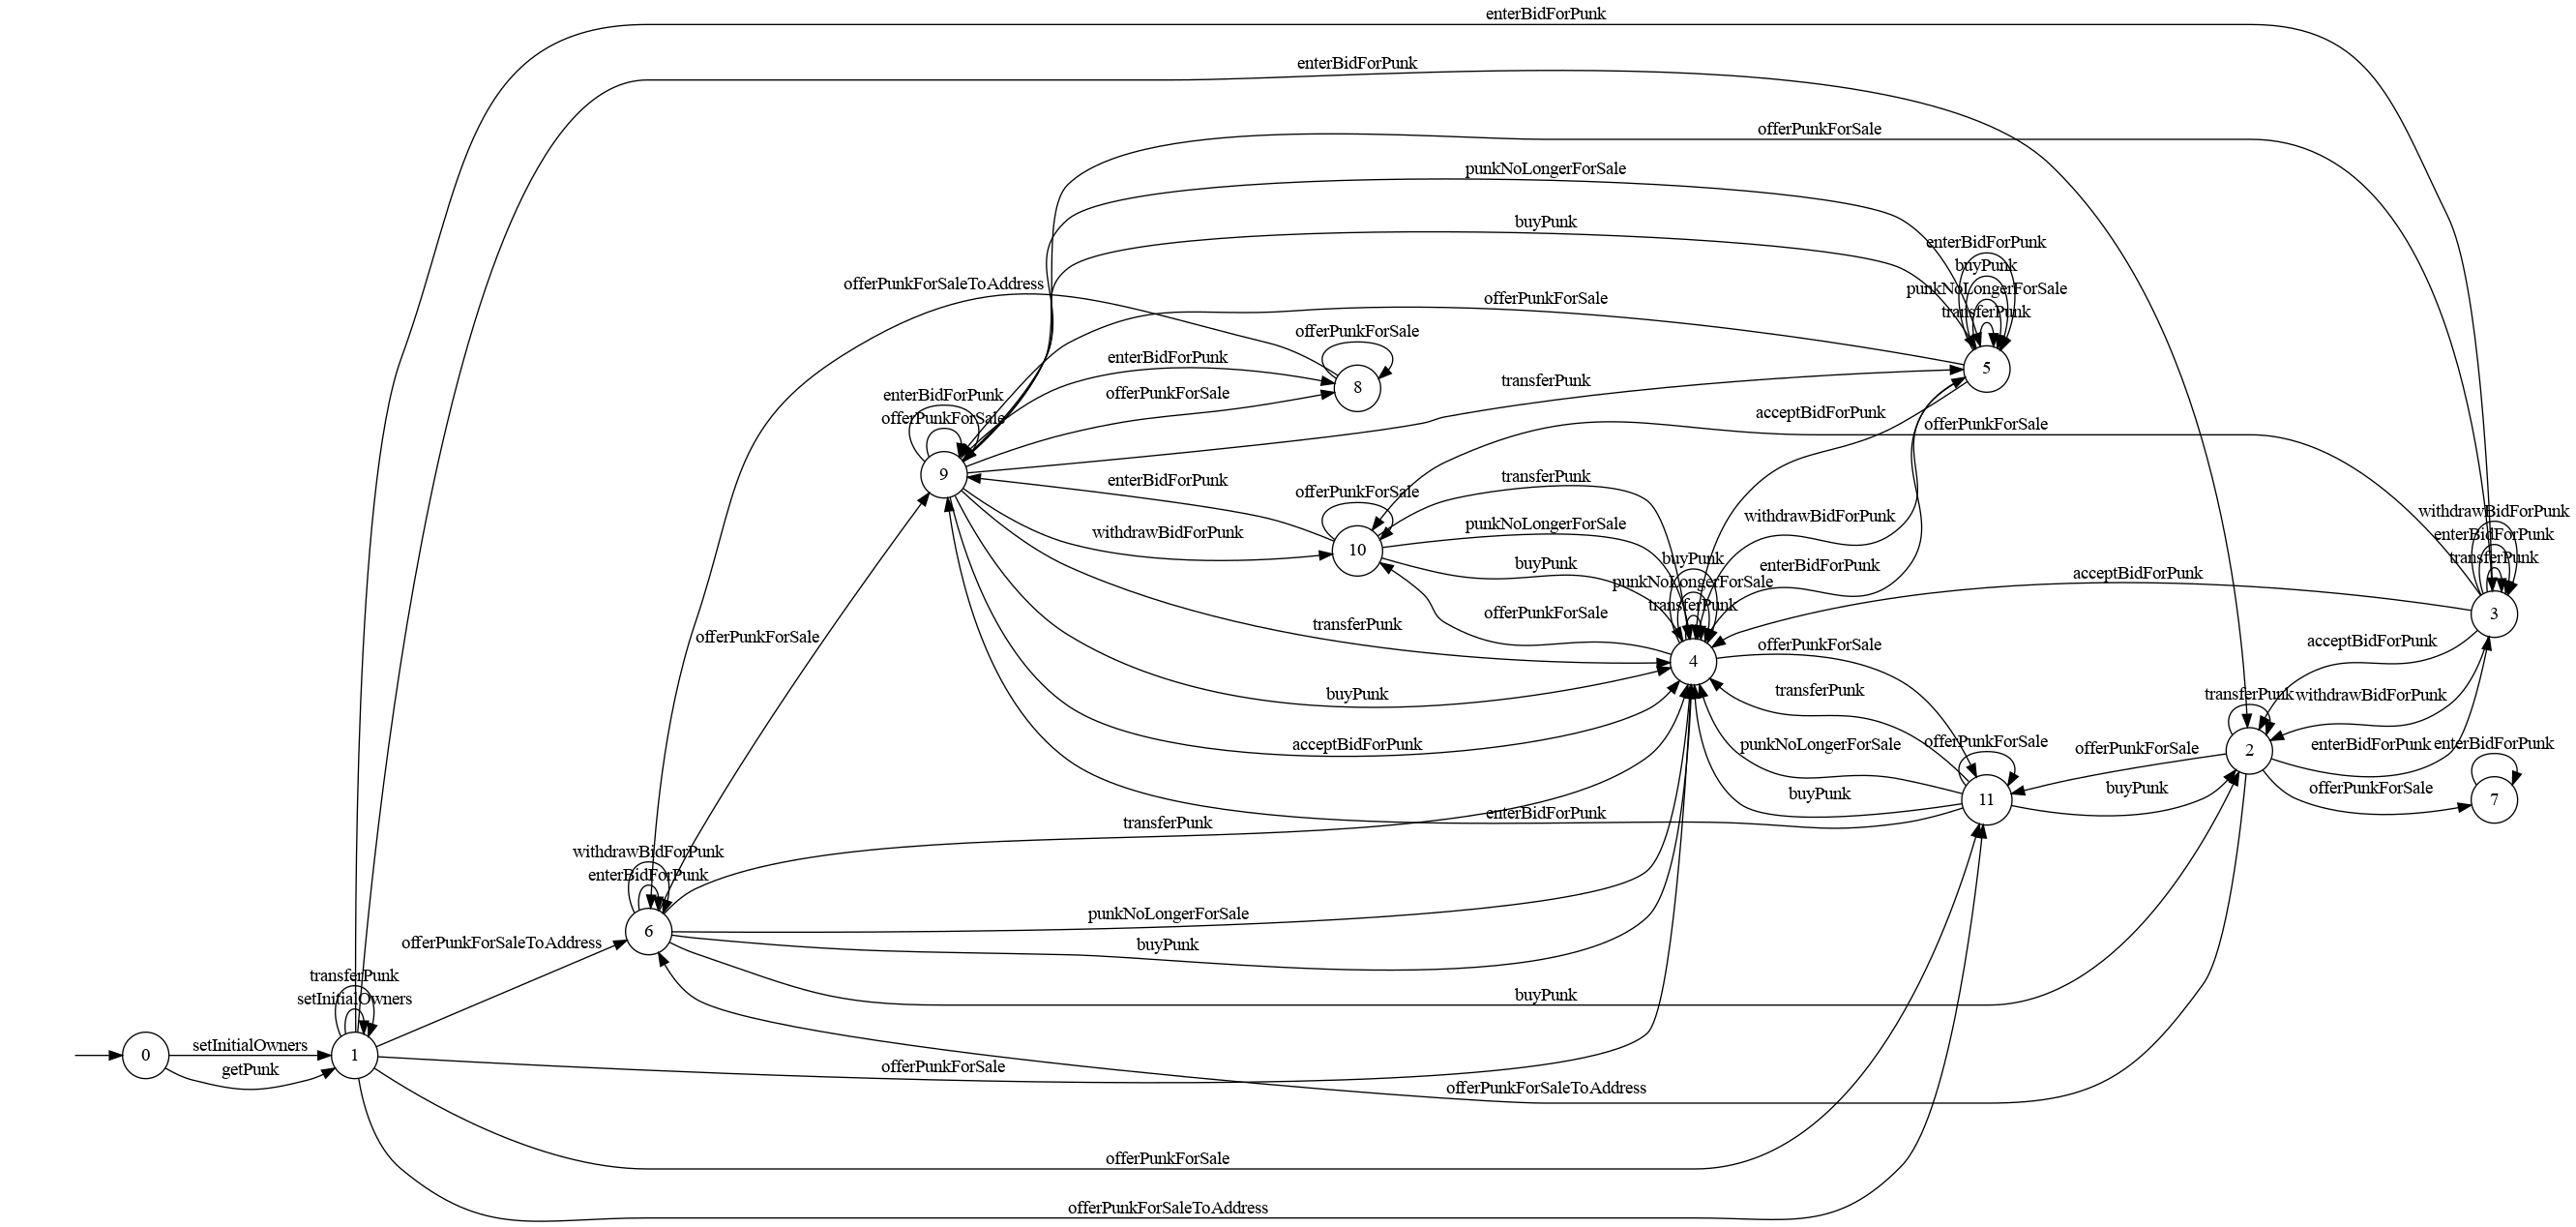 enterBidForPunk
enterBidForPunk
offerPunkForSale
punkNoLongerForSale
buyPunk
enterBidForPunk
buyPunk
punkNoLongerForSale
transferPunk
offerPunkForSaleToAddress
offerPunkForSale
offerPunkForSale
enterBidForPunk
8
5
offerPunkForSale
transferPunk
enterBidForPunk
offerPunkForSale
acceptBidForPunk
offerPunkForSale
9
enterBidForPunk
transferPunk
offerPunkForSale
withdrawBidForPunk
punkNoLongerForSale
withdrawBidForPunk
10
withdrawBidForPunk
enterBidForPunk
transferPunk
buyPunk
buyPunk
enterBidForPunk
acceptBidForPunk
punkNoLongerForSale
transferPunk
offerPunkForSale
3
transferPunk
offerPunkForSale
offerPunkForSale
acceptBidForPunk
4
buyPunk
transferPunk
transferPunk
withdrawBidForPunk
acceptBidForPunk
punkNoLongerForSale
offerPunkForSale
offerPunkForSale
2
enterBidForPunk
enterBidForPunk
buyPunk
11
buyPunk
offerPunkForSale
7
enterBidForPunk
transferPunk
withdrawBidForPunk
enterBidForPunk
punkNoLongerForSale
6
offerPunkForSaleToAddress
buyPunk
transferPunk
setInitialOwners
buyPunk
0
setInitialOwners
1
getPunk
offerPunkForSale
offerPunkForSaleToAddress
offerPunkForSale
offerPunkForSaleToAddress